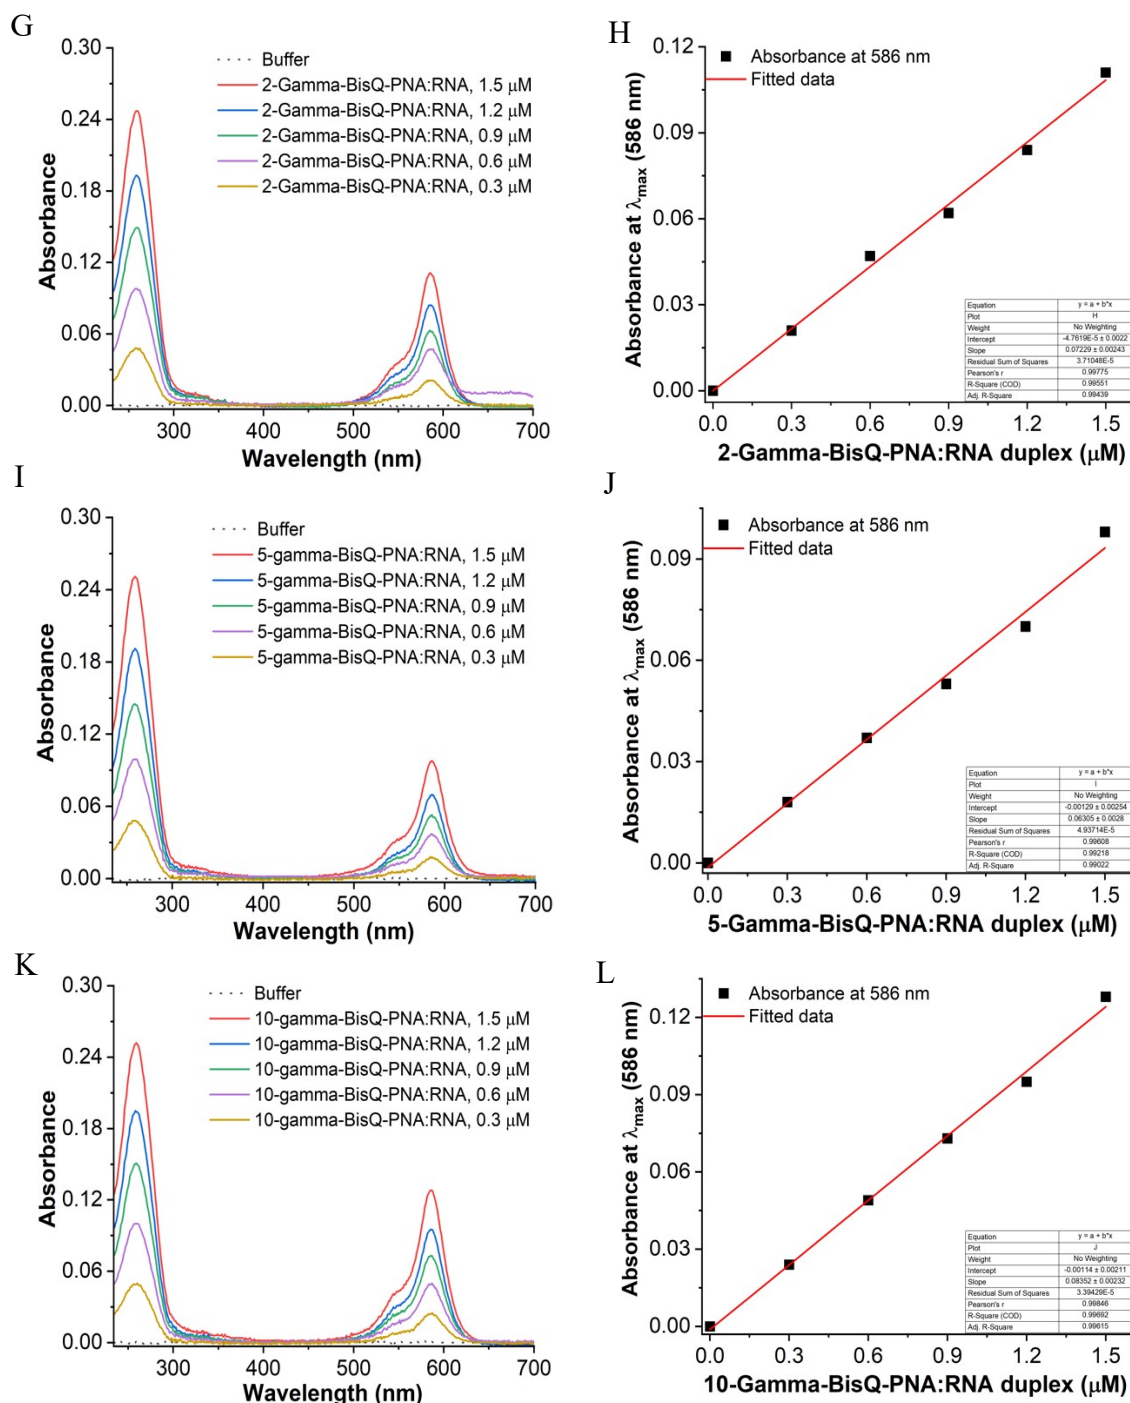 G
0.30
0.24
0.18
0.12
0.06
0.00
Absorbance
Buffer
2-Gamma-BisQ-PNA:RNA, 1.5 μM
2-Gamma-BisQ-PNA:RNA, 1.2 μM
2-Gamma-BisQ-PNA:RNA, 0.9 μM
2-Gamma-BisQ-PNA:RNA, 0.6 μM
2-Gamma-BisQ-PNA:RNA, 0.3 μM
300 400 500 600 700
Wavelength (nm)
H
0.12
0.09
0.06
0.03
0.00
Absorbance at λmax (586 nm)
Absorbance at 586 nm
Fitted data
Equation y = a + b*x
Plot H
Weight No Weighting
Intercept -4.7619E-5 ± 0.0022
Slope 0.07229 ± 0.00243
Residual Sum of Squares 3.71048E-5
Pearson's r 0.99775
R-Square (COD) 0.99551
Adj. R-Square 0.99439
0.0 0.3 0.6 0.9 1.2 1.5
2-Gamma-BisQ-PNA:RNA duplex (μM)
I
0.30
0.24
0.18
0.12
0.06
0.00
Absorbance
Buffer
5-gamma-BisQ-PNA:RNA, 1.5 μM
5-gamma-BisQ-PNA:RNA, 1.2 μM
5-gamma-BisQ-PNA:RNA, 0.9 μM
5-gamma-BisQ-PNA:RNA, 0.6 μM
5-gamma-BisQ-PNA:RNA, 0.3 μM
300 400 500 600 700
Wavelength (nm)
J
0.09
0.06
0.03
0.00
Absorbance at λmax (586 nm)
Absorbance at 586 nm
Fitted data
Equation y = a + b*x
Plot I
Weight No Weighting
Intercept -0.00129 ± 0.00254
Slope 0.06305 ± 0.0028
Residual Sum of Squares 4.93714E-5
Pearson's r 0.99608
R-Square (COD) 0.99218
Adj. R-Square 0.99022
0.0 0.3 0.6 0.9 1.2 1.5
5-Gamma-BisQ-PNA:RNA duplex (μM)
K
0.30
0.24
0.18
0.12
0.06
0.00
Absorbance
Buffer
10-gamma-BisQ-PNA:RNA, 1.5 μM
10-gamma-BisQ-PNA:RNA, 1.2 μM
10-gamma-BisQ-PNA:RNA, 0.9 μM
10-gamma-BisQ-PNA:RNA, 0.6 μM
10-gamma-BisQ-PNA:RNA, 0.3 μM
300 400 500 600 700
Wavelength (nm)
L
0.12
0.09
0.06
0.03
0.00
Absorbance at λmax (586 nm)
Absorbance at 586 nm
Fitted data
Equation y = a + b*x
Plot J
Weight No Weighting
Intercept -0.00114 ± 0.00211
Slope 0.08352 ± 0.00232
Residual Sum of Squares 3.39429E-5
Pearson's r 0.99846
R-Square (COD) 0.99692
Adj. R-Square 0.99615
0.0 0.3 0.6 0.9 1.2 1.5
10-Gamma-BisQ-PNA:RNA duplex (μM)